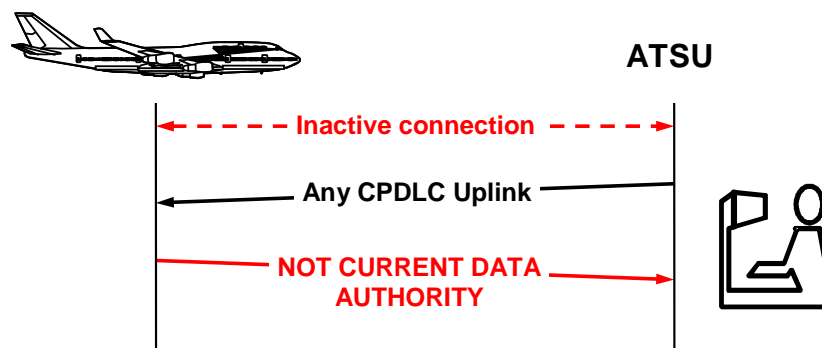 ATSU
Inactive connection
Any CPDLC Uplink
NOT CURRENT DATA
AUTHORITY